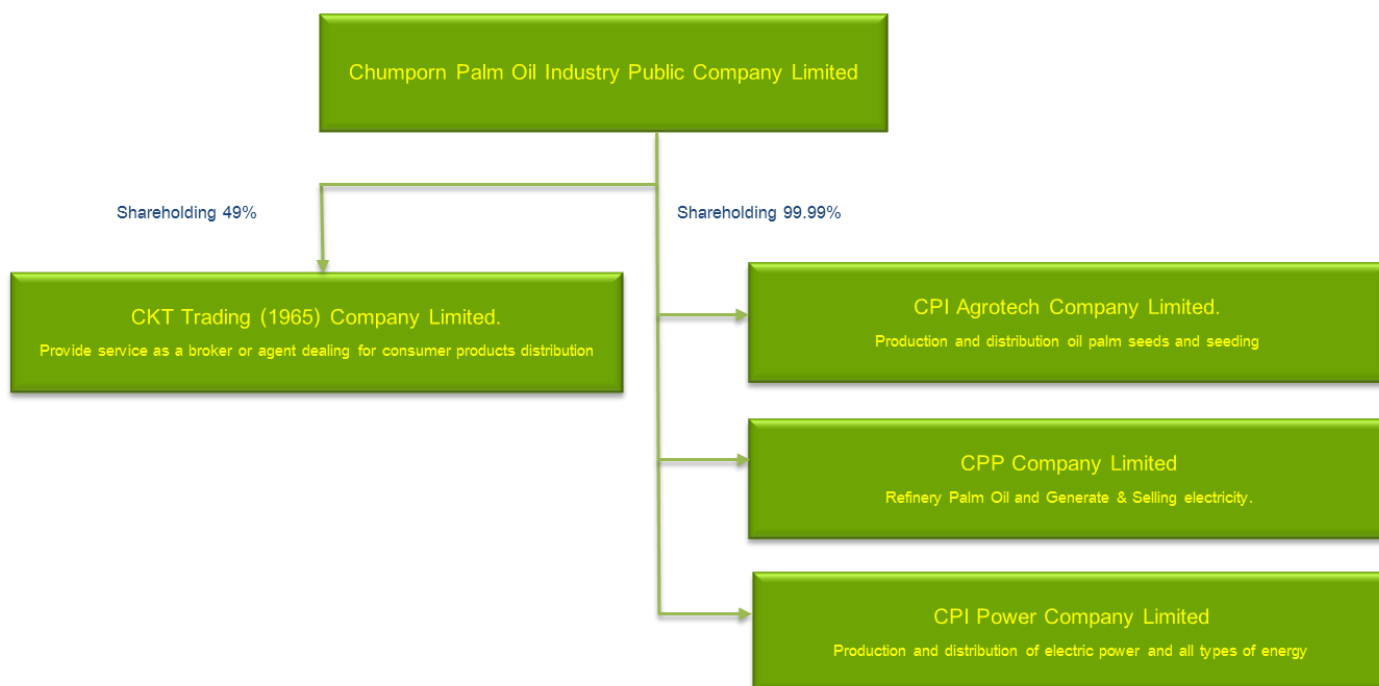 Chumporn Palm Oil Industry Public Company Limited
Shareholding 49%
Shareholding 99.99%
CKT Trading (1965) Company Limited.
Provide service as a broker or agent dealing for consumer products distribution
CPI Agrotech Company Limited.
Production and distribution oil palm seeds and seeding
CPP Company Limited
Refinery Palm Oil and Generate & Selling electricity.
CPI Power Company Limited
Production and distribution of electric power and all types of energy